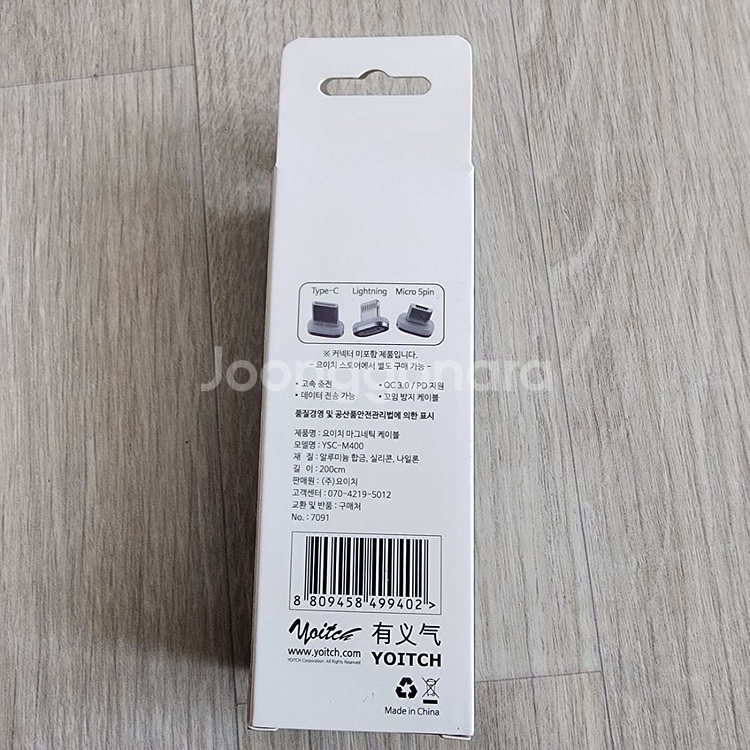 Type-C Lightning Micro 5pin
※ 커넥터 미포함 제품입니다.
- 요이치 스토어에서 별도 구매 가능 -
Joonggonara
• 고속 충전 • QC 3.0 / PD 지원
• 데이터 전송 가능 • 꼬임 방지 케이블
품질경영 및 공산품안전관리법에 의한 표시
제품명 : 요이치 마그네틱 케이블
모델명 : YSC-M400
재 질 : 알루미늄 합금, 실리콘, 나일론
길 이 : 200cm
판매원 : (주)요이치
고객센터 : 070-4219-5012
교환 및 반품 : 구매처
No. : 7091
8 809458 499402 >
Yoitch 有义气
www.yoitch.com YOITCH
YOITCH Corporation. All Rights Reserved
Made in China